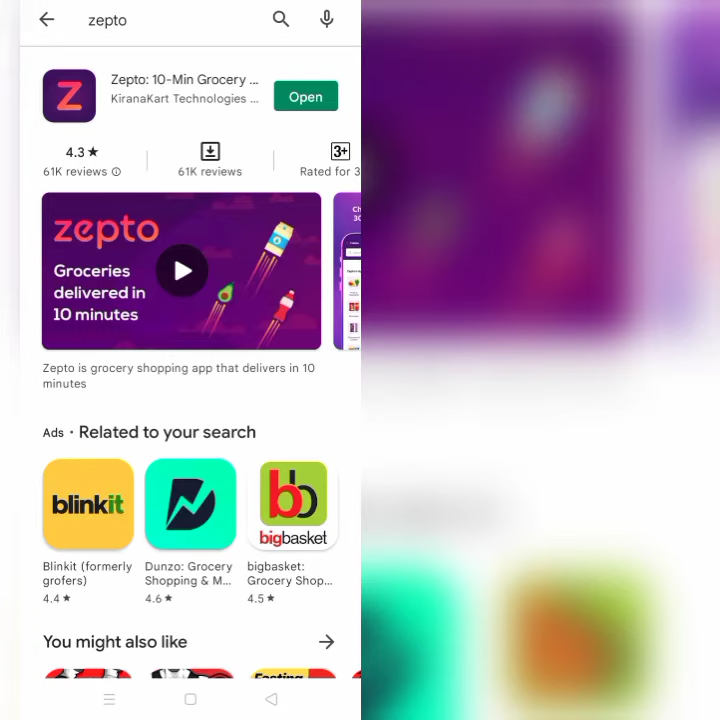 zepto
Z
Zepto: 10-Min Grocery ...
KiranaKart Technologies ...
Open
4.3 ★
61K reviews
61K reviews
3+
Rated for 3
zepto
Groceries
delivered in
10 minutes
Zepto is grocery shopping app that delivers in 10
minutes
Ads • Related to your search
blinkit
bb
bigbasket
Blinkit (formerly
grofers)
4.4 ★
Dunzo: Grocery
Shopping & M...
4.6 ★
bigbasket:
Grocery Shop...
4.5 ★
You might also like